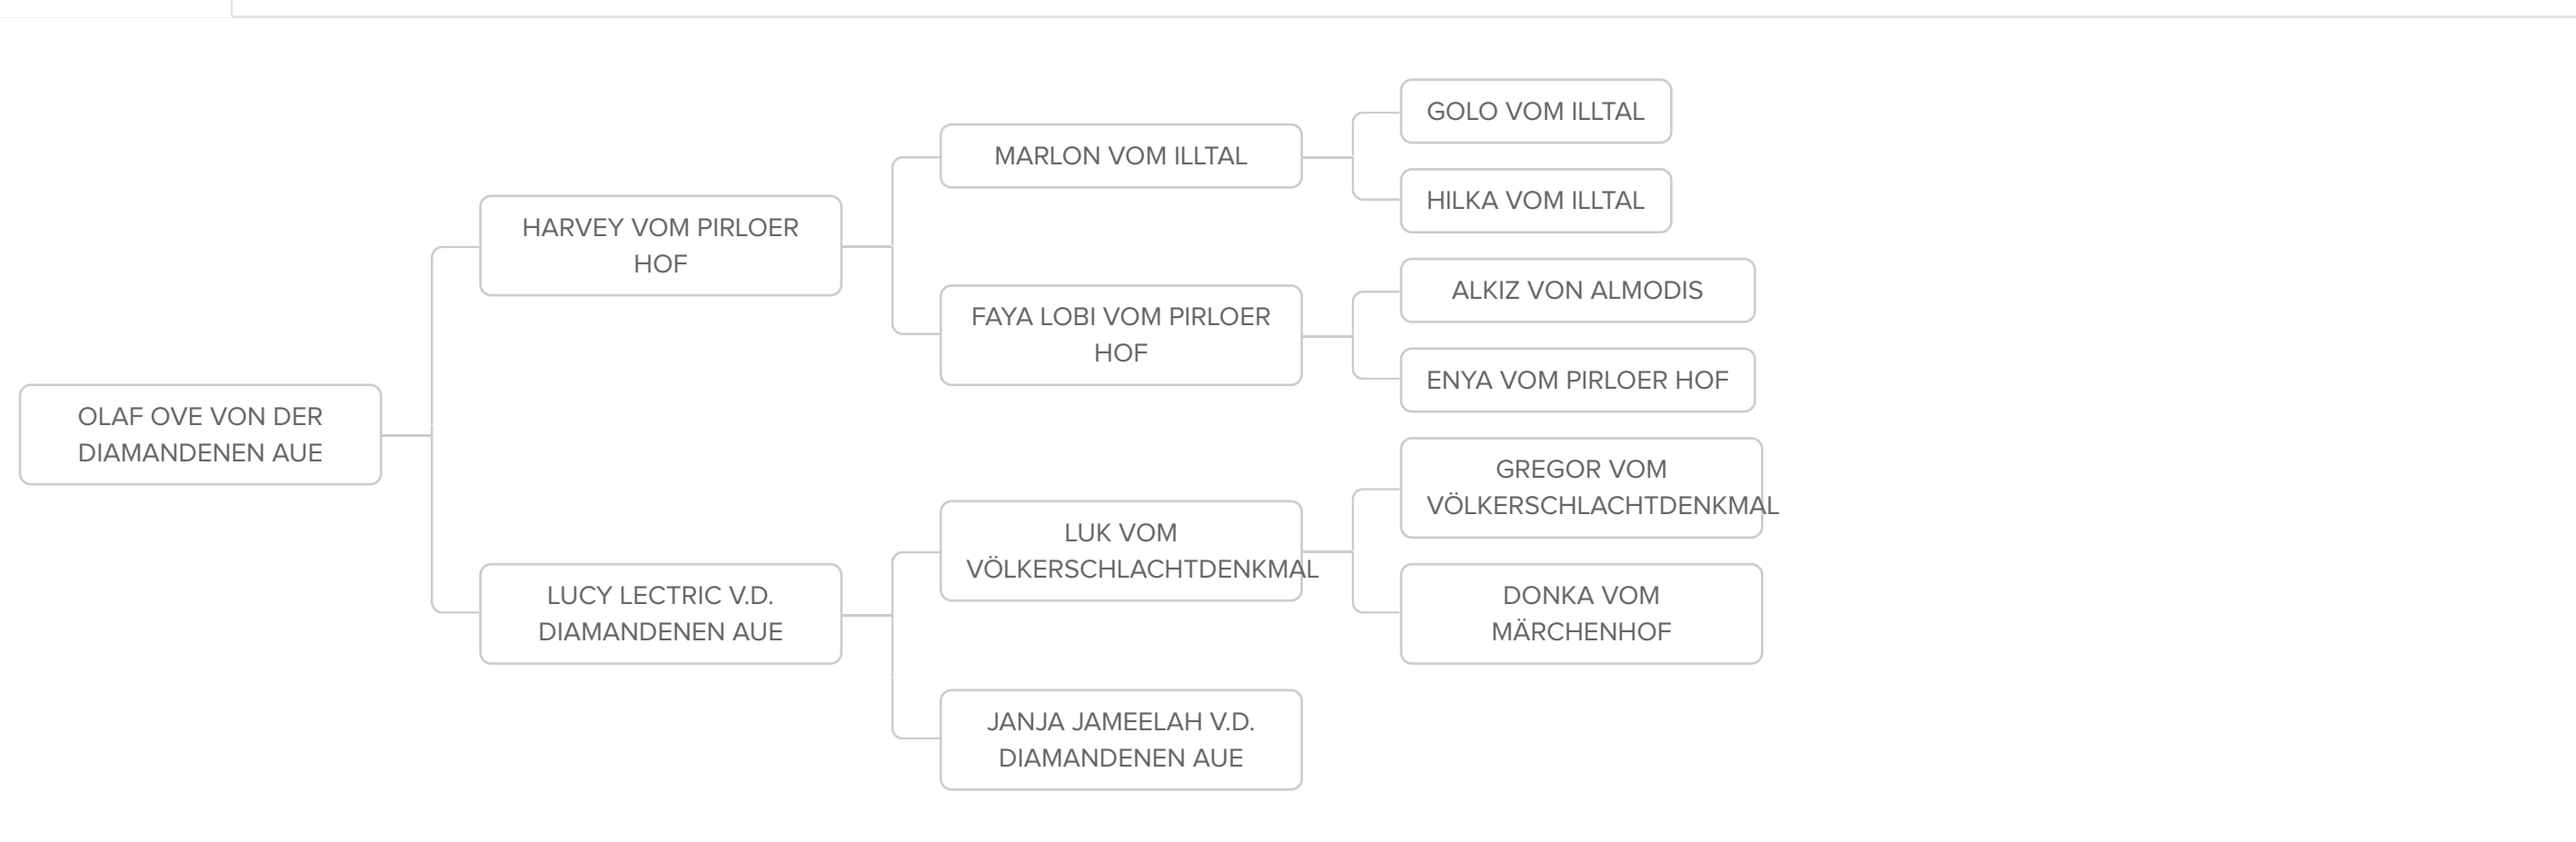 GOLO VOM ILLTAL
MARLON VOM ILLTAL
HILKA VOM ILLTAL
HARVEY VOM PIRLOER
HOF
ALKIZ VON ALMODIS
FAYA LOBI VOM PIRLOER
HOF
ENYA VOM PIRLOER HOF
OLAF OVE VON DER
DIAMANDENEN AUE
GREGOR VOM
VÖLKERSCHLACHTDENKMAL
LUK VOM
VÖLKERSCHLACHTDENKMAL
LUCY LECTRIC V.D.
DIAMANDENEN AUE
DONKA VOM
MÄRCHENHOF
JANJA JAMEELAH V.D.
DIAMANDENEN AUE